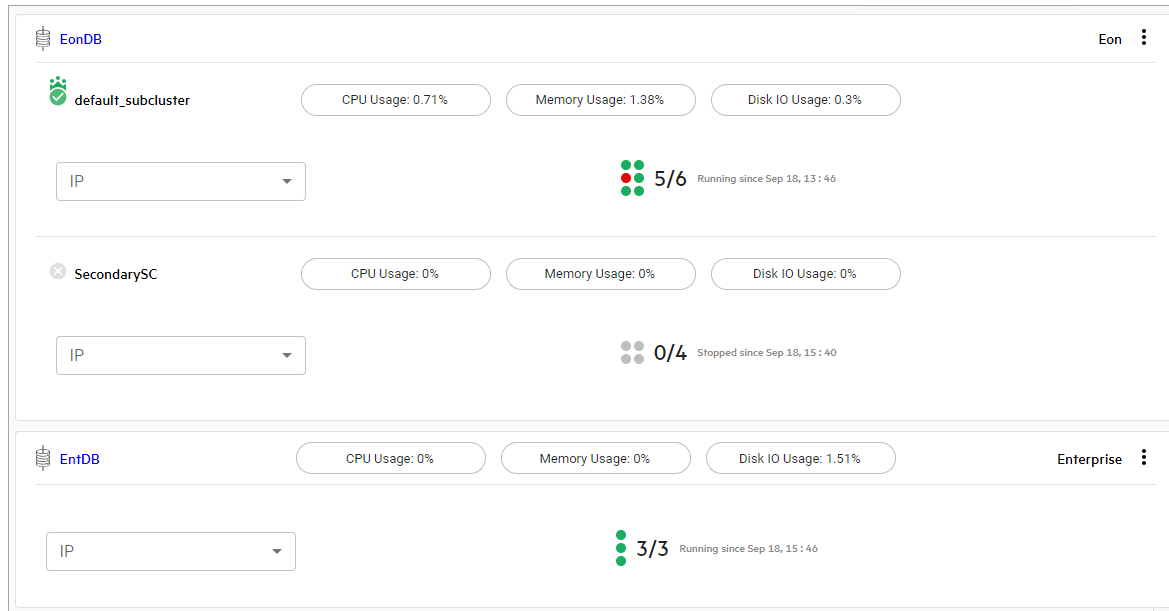 EonDB Eon
default_subcluster CPU Usage: 0.71% Memory Usage: 1.38% Disk IO Usage: 0.3%
IP 5/6 Running since Sep 18, 13:46
SecondarySC CPU Usage: 0% Memory Usage: 0% Disk IO Usage: 0%
IP 0/4 Stopped since Sep 18, 15:40
EntDB CPU Usage: 0% Memory Usage: 0% Disk IO Usage: 1.51% Enterprise
IP 3/3 Running since Sep 18, 15:46